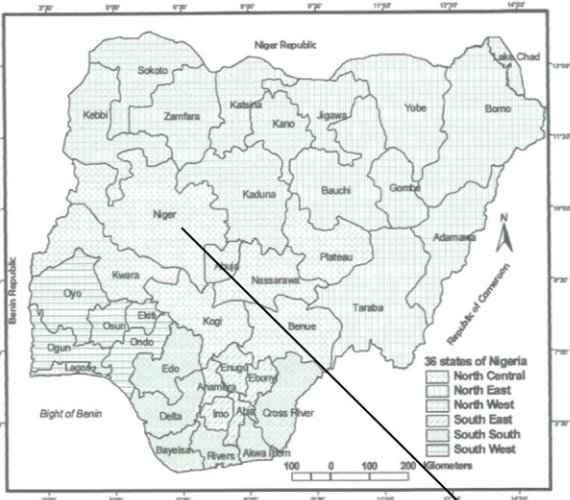 Niger Republic
Lake Chad
Sokoto
Kebbi
Zamfara
Katsina
Kano
Jigawa
Yobe
Borno
Kaduna
Bauchi
Gombe
Niger
Adamawa
N
Abuja
Plateau
Nassarawa
Kwara
Taraba
Benin Republic
Republic of Cameroon
Oyo
Osun
Ekiti
Kogi
Benue
Ogun
Ondo
Lagos
Edo
Enugu
Ebony
Anamera
Bight of Benin
Delta
Imo
Abia
Cross River
Bayelsa
Rivers
Akwa Ibom
36 states of Nigeria
North Central
North East
North West
South East
South South
South West
100 0 100 200 Kilometers